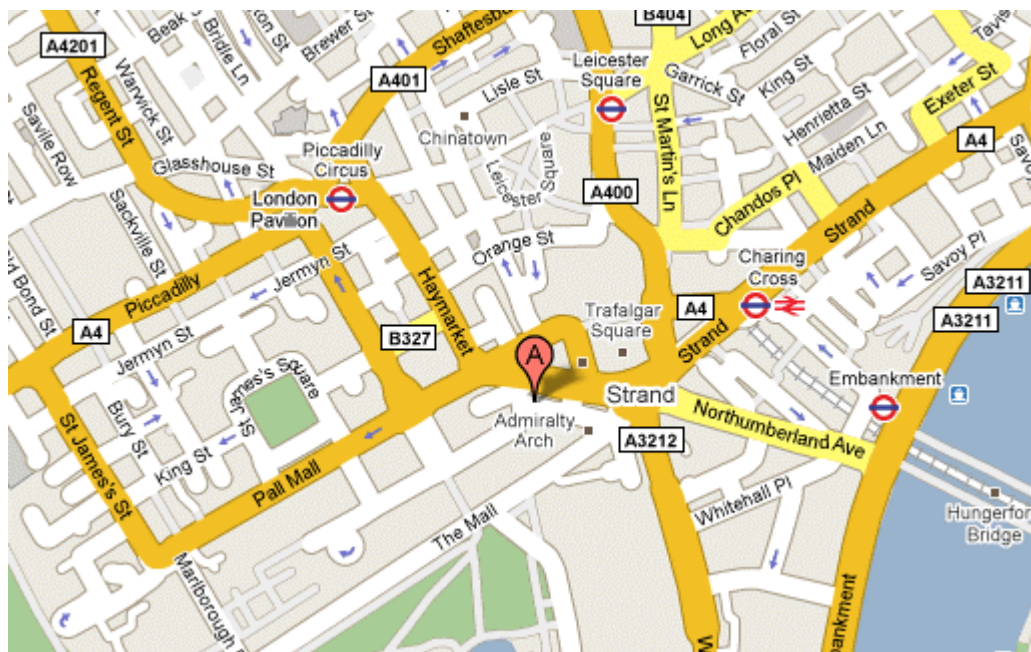 A4201
Beak
Bridle Ln
Brewer St
Shaftesbu
B404
Long A
Floral St
Tavis
A401
Leicester
Square
Garrick St
King St
Exeter St
Regent St
Warwick St
Savile Row
Lisle St
Chinatown
Henrietta St
A4
Glasshouse St
Piccadilly
Circus
Leicester Square
St Martin's Ln
Maiden Ln
London
Pavilion
A400
Chandos Pl
Strand
Sackville St
Orange St
Savoy Pl
Bond St
Jermyn St
Piccadilly
Haymarket
Charing
Cross
A3211
A4
Trafalgar
Square
A4
Strand
A3211
B327
Jermyn St
A
St James's Square
Embankment
Strand
Bury St
Admiralty
Arch
Northumberland Ave
A3212
St James's St
King St
Pall Mall
Whitehall Pl
The Mall
Hungerfor
Bridge
Marlborough
W
bankment